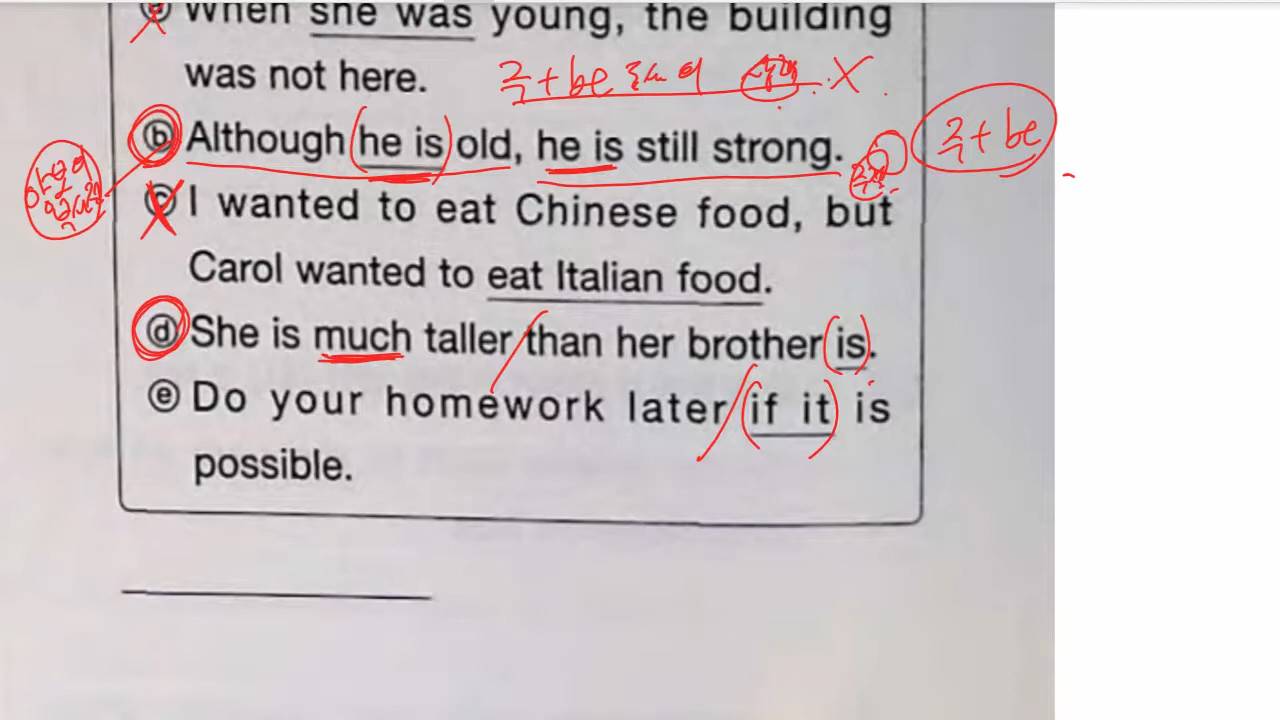 ⓐ When she was young, the building
was not here.
주+be 동사의 생략 X
ⓑ Although he is old, he is still strong.
주+be
ⓒ I wanted to eat Chinese food, but
Carol wanted to eat Italian food.
ⓓ She is much taller than her brother is.
ⓔ Do your homework later if it is
possible.